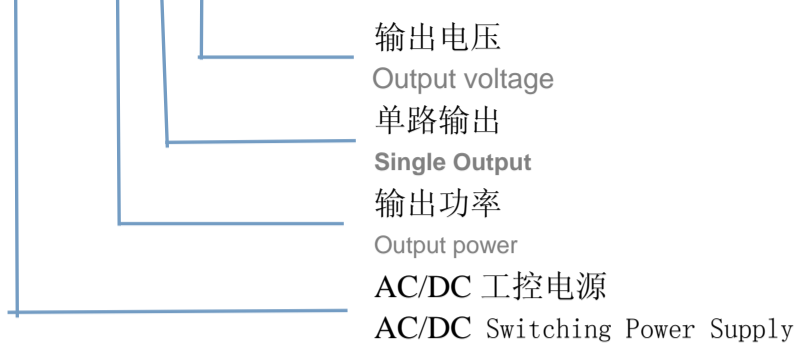 输出电压
Output voltage
单路输出
Single Output
输出功率
Output power
AC/DC 工控电源
AC/DC Switching Power Supply